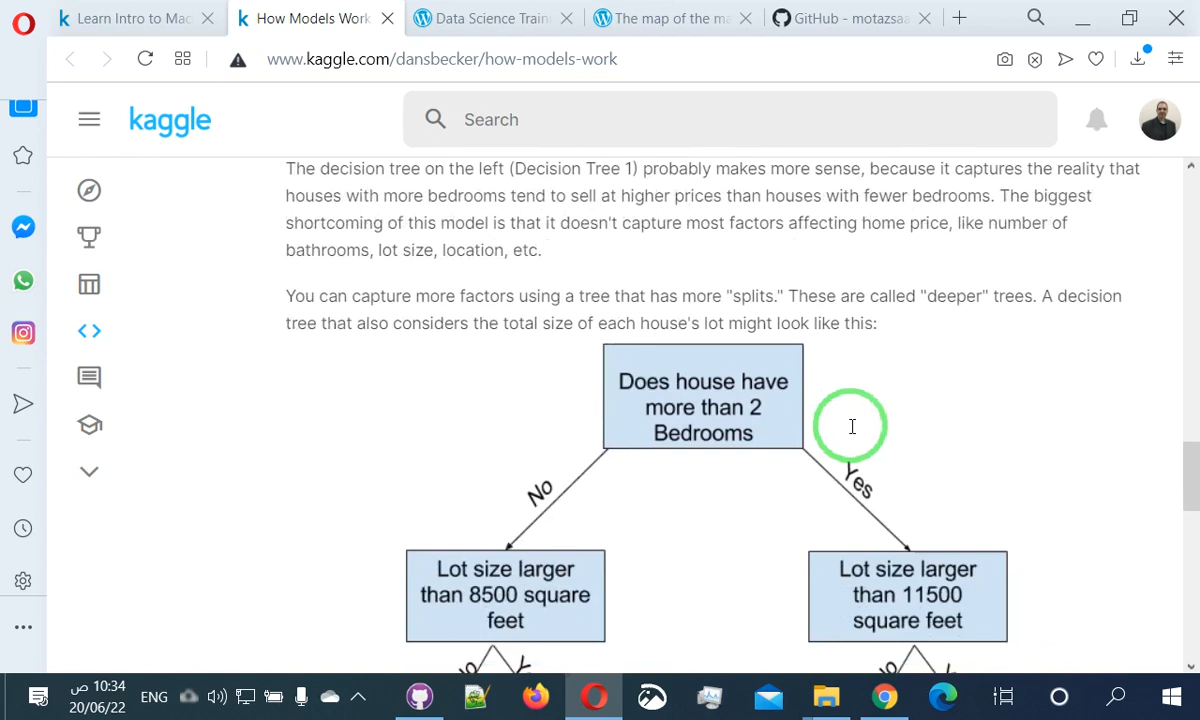 Learn Intro to Mac
How Models Work
Data Science Train
The map of the ma
GitHub - motazsaa
www.kaggle.com/dansbecker/how-models-work
kaggle
Search
The decision tree on the left (Decision Tree 1) probably makes more sense, because it captures the reality that
houses with more bedrooms tend to sell at higher prices than houses with fewer bedrooms. The biggest
shortcoming of this model is that it doesn't capture most factors affecting home price, like number of
bathrooms, lot size, location, etc.
You can capture more factors using a tree that has more "splits." These are called "deeper" trees. A decision
tree that also considers the total size of each house's lot might look like this:
Does house have
more than 2
Bedrooms
No
Yes
Lot size larger
than 8500 square
feet
Lot size larger
than 11500
square feet
10:34 ص
ENG
20/06/22